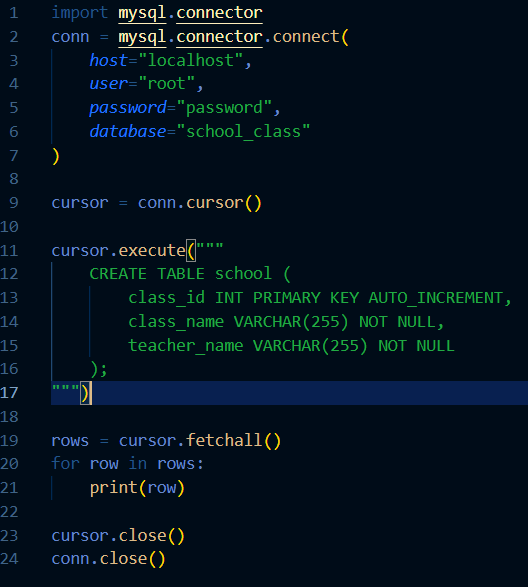 1 import mysql.connector
2 conn = mysql.connector.connect(
3     host="localhost",
4     user="root",
5     password="password",
6     database="school_class"
7 )
8
9 cursor = conn.cursor()
10
11 cursor.execute("""
12     CREATE TABLE school (
13         class_id INT PRIMARY KEY AUTO_INCREMENT,
14         class_name VARCHAR(255) NOT NULL,
15         teacher_name VARCHAR(255) NOT NULL
16     );
17 """)
18
19 rows = cursor.fetchall()
20 for row in rows:
21     print(row)
22
23 cursor.close()
24 conn.close()